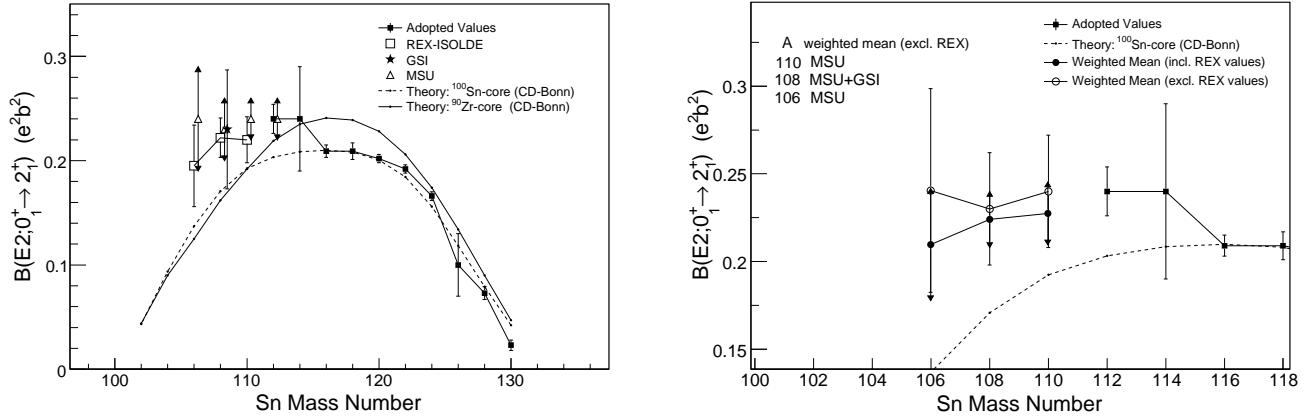 B(E2;0₁⁺→ 2₁⁺) (e²b²)
0.3
0.2
0.1
0
100
110
120
130
Sn Mass Number
Adopted Values
REX-ISOLDE
GSI
MSU
Theory: ¹⁰⁰Sn-core (CD-Bonn)
Theory: ⁹⁰Zr-core (CD-Bonn)
B(E2;0₁⁺→ 2₁⁺) (e²b²)
0.3
0.25
0.2
0.15
100 102 104 106 108 110 112 114 116 118
Sn Mass Number
A weighted mean (excl. REX)
110 MSU
108 MSU+GSI
106 MSU
Adopted Values
Theory: ¹⁰⁰Sn-core (CD-Bonn)
Weighted Mean (incl. REX values)
Weighted Mean (excl. REX values)